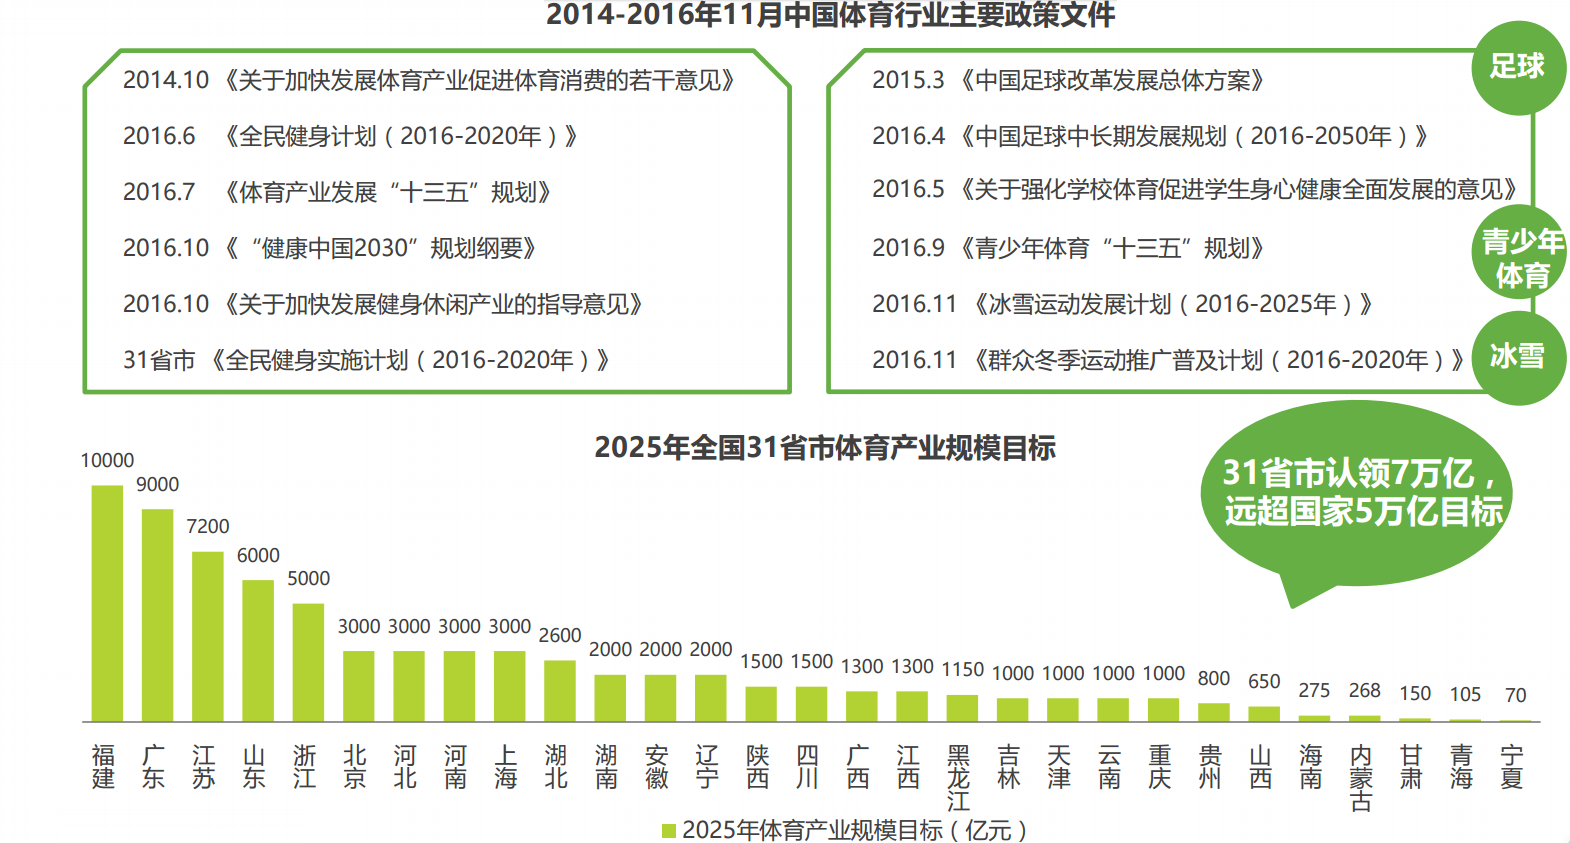 2014-2016年11月中国体育行业主要政策文件
2014.10 《关于加快发展体育产业促进体育消费的若干意见》
2016.6 《全民健身计划（2016-2020年）》
2016.7 《体育产业发展“十三五”规划》
2016.10 《“健康中国2030”规划纲要》
2016.10 《关于加快发展健身休闲产业的指导意见》
31省市 《全民健身实施计划（2016-2020年）》
2015.3 《中国足球改革发展总体方案》
2016.4 《中国足球中长期发展规划（2016-2050年）》
2016.5 《关于强化学校体育促进学生身心健康全面发展的意见》
2016.9 《青少年体育“十三五”规划》
2016.11 《冰雪运动发展计划（2016-2025年）》
2016.11 《群众冬季运动推广普及计划（2016-2020年）》
足球
青少年
体育
冰雪
2025年全国31省市体育产业规模目标
31省市认领7万亿，
远超国家5万亿目标
10000 9000 7200 6000 5000 3000 3000 3000 3000 2600 2000 2000 2000 1500 1500 1300 1300 1150 1000 1000 1000 1000 800 650 275 268 150 105 70
福建 广东 江苏 山东 浙江 北京 河北 河南 上海 湖北 湖南 安徽 辽宁 陕西 四川 广西 江西 黑龙江 吉林 天津 云南 重庆 贵州 山西 海南 内蒙古 甘肃 青海 宁夏
2025年体育产业规模目标（亿元）